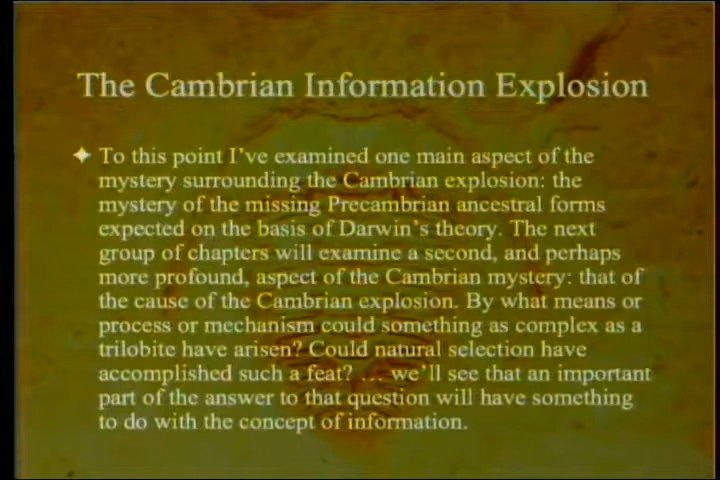 The Cambrian Information Explosion
To this point I've examined one main aspect of the
mystery surrounding the Cambrian explosion: the
mystery of the missing Precambrian ancestral forms
expected on the basis of Darwin's theory. The next
group of chapters will examine a second, and perhaps
more profound, aspect of the Cambrian mystery: that of
the cause of the Cambrian explosion. By what means or
process or mechanism could something as complex as a
trilobite have arisen? Could natural selection have
accomplished such a feat? … we'll see that an important
part of the answer to that question will have something
to do with the concept of information.